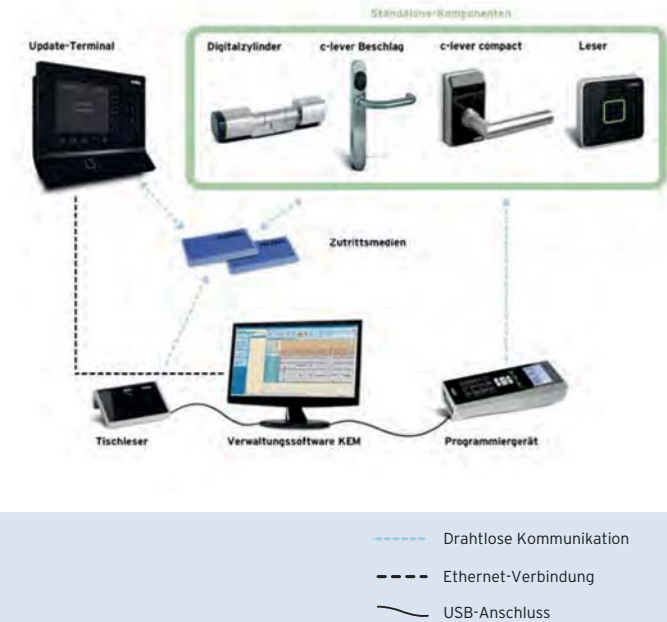 Standalone-Komponenten
Update-Terminal
Digitalzylinder
c-lever Beschlag
c-lever compact
Leser
Zutrittsmedien
Tischleser
Verwaltungssoftware KEM
Programmiergerät
Drahtlose Kommunikation
Ethernet-Verbindung
USB-Anschluss